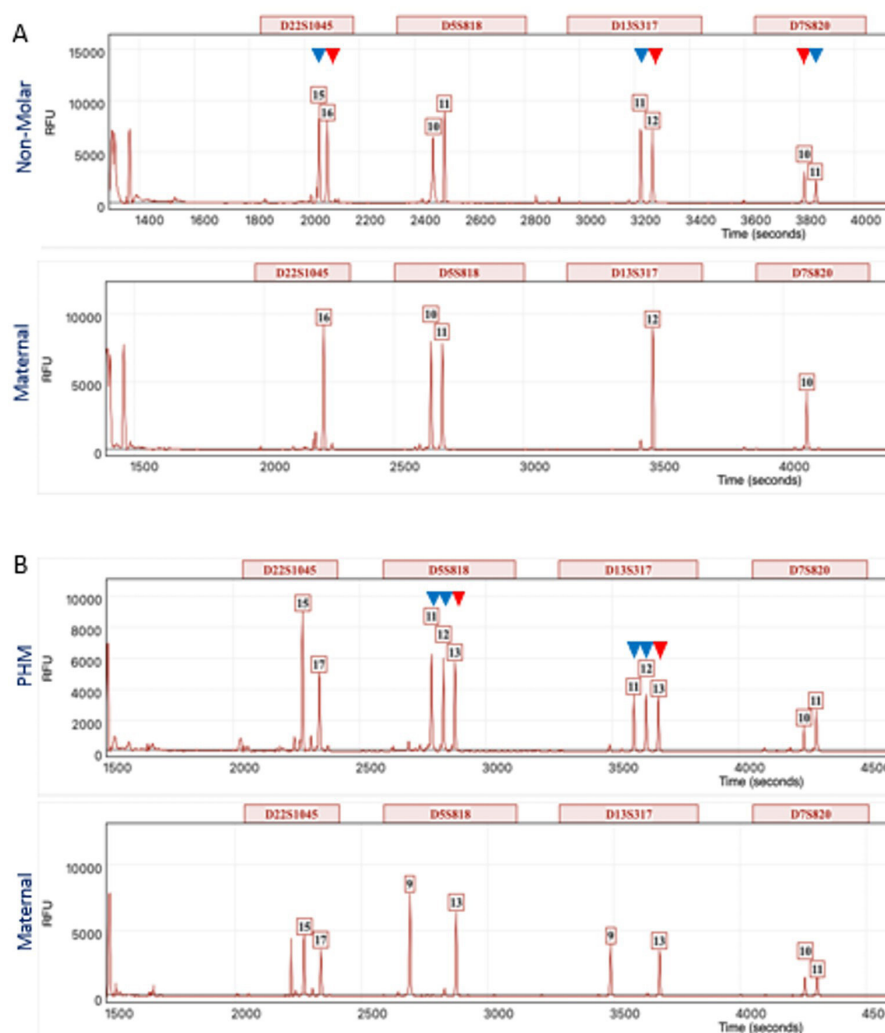 A
Non-Molar
D22S1045 D5S818 D13S317 D7S820
15000
10000
5000
0
RFU
15 16 10 11 11 12 10 11
1400 1600 1800 2000 2200 2400 2600 2800 3000 3200 3400 3600 3800 4000
Time (seconds)
Maternal
D22S1045 D5S818 D13S317 D7S820
10000
5000
0
RFU
16 10 11 12 10
1500 2000 2500 3000 3500 4000
Time (seconds)
B
PHM
D22S1045 D5S818 D13S317 D7S820
10000
8000
6000
4000
2000
0
RFU
15 17 11 12 13 11 12 13 10 11
1500 2000 2500 3000 3500 4000 4500
Time (seconds)
Maternal
D22S1045 D5S818 D13S317 D7S820
10000
5000
0
RFU
15 17 9 13 9 13 10 11
1500 2000 2500 3000 3500 4000 4500
Time (seconds)